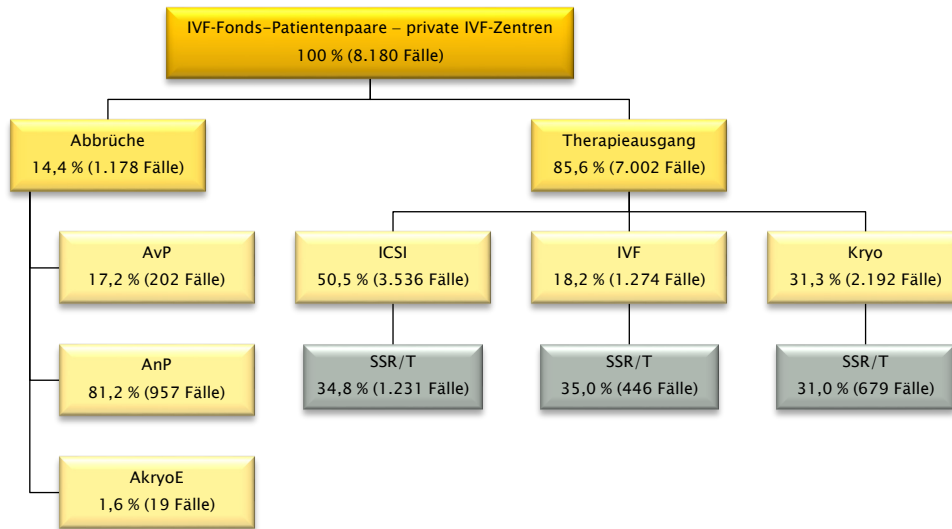 IVF-Fonds-Patientenpaare – private IVF-Zentren
100 % (8.180 Fälle)
Abbrüche
14,4 % (1.178 Fälle)
Therapieausgang
85,6 % (7.002 Fälle)
AvP
17,2 % (202 Fälle)
ICSI
50,5 % (3.536 Fälle)
IVF
18,2 % (1.274 Fälle)
Kryo
31,3 % (2.192 Fälle)
AnP
81,2 % (957 Fälle)
SSR/T
34,8 % (1.231 Fälle)
SSR/T
35,0 % (446 Fälle)
SSR/T
31,0 % (679 Fälle)
AkryoE
1,6 % (19 Fälle)